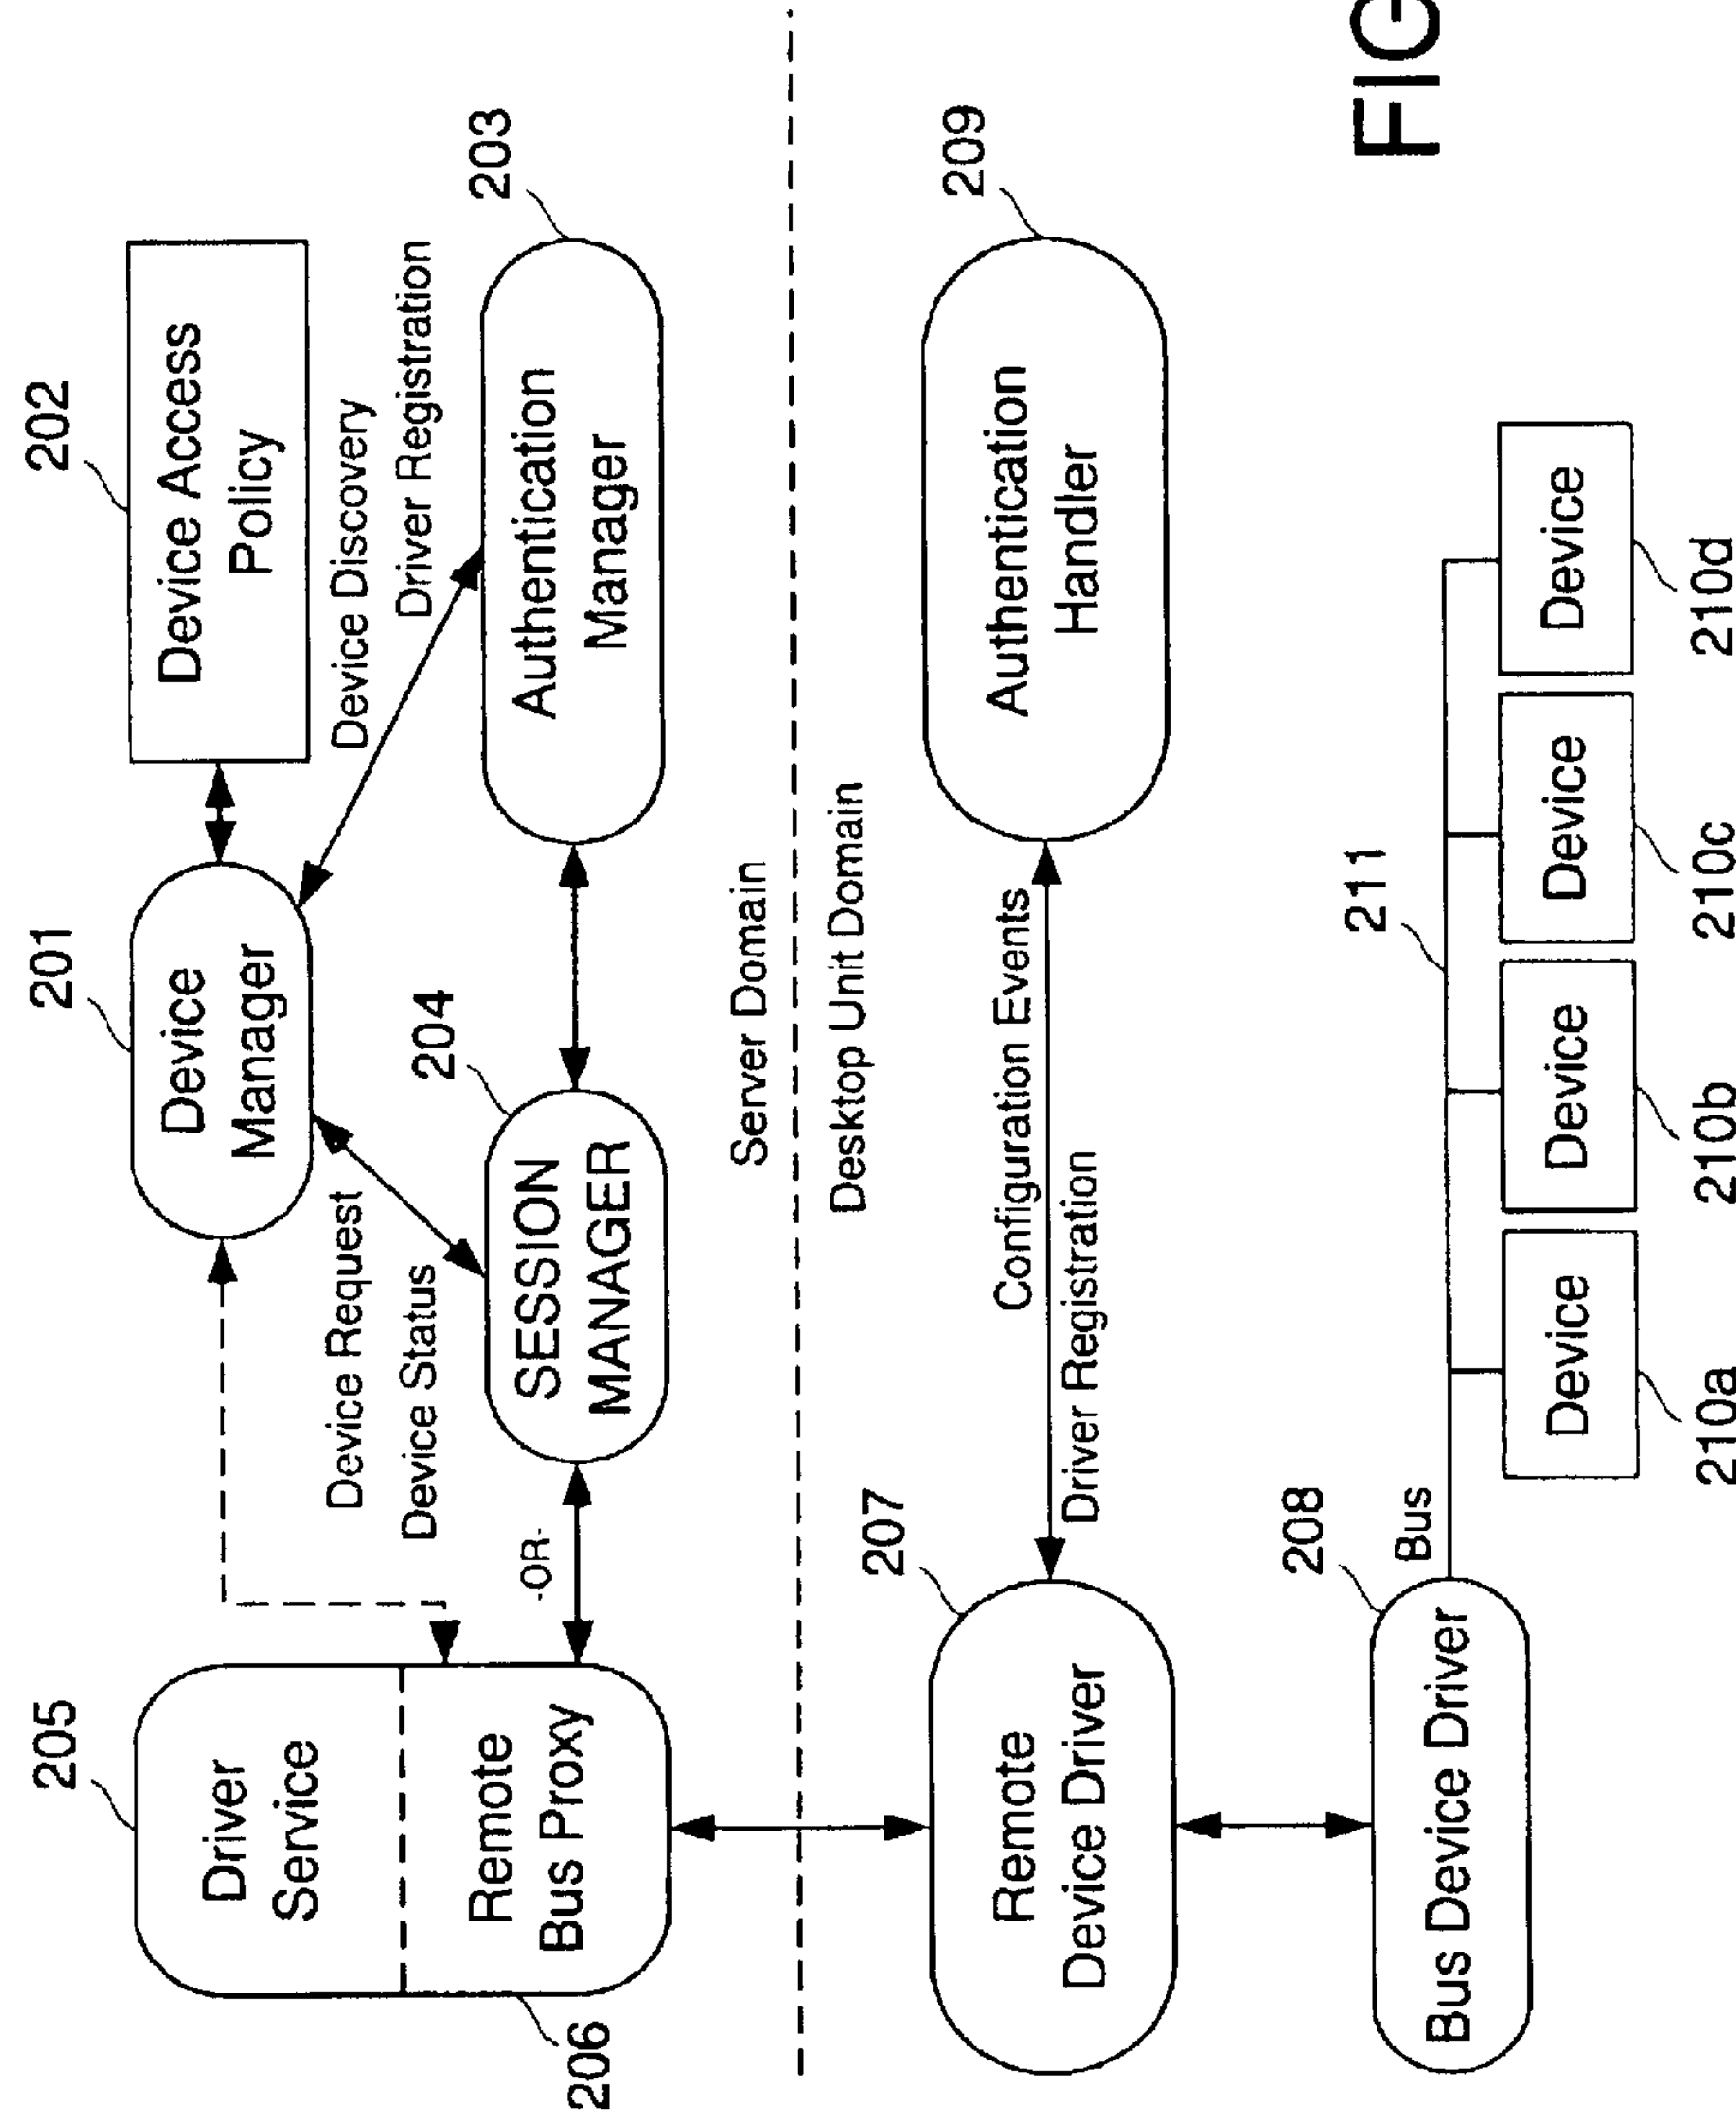 205
Driver
Service
Remote
Bus Proxy
206
201
Device
Manager
202
Device Access
Policy
Device Discovery
Driver Registration
Device Request
Device Status
-OR-
204
SESSION
MANAGER
203
Authentication
Manager
Server Domain
Desktop Unit Domain
207
Remote
Device Driver
Configuration Events
Driver Registration
209
Authentication
Handler
208
Bus Device Driver
Bus
211
Device
Device
Device
Device
210a
210b
210c
210d
FIG